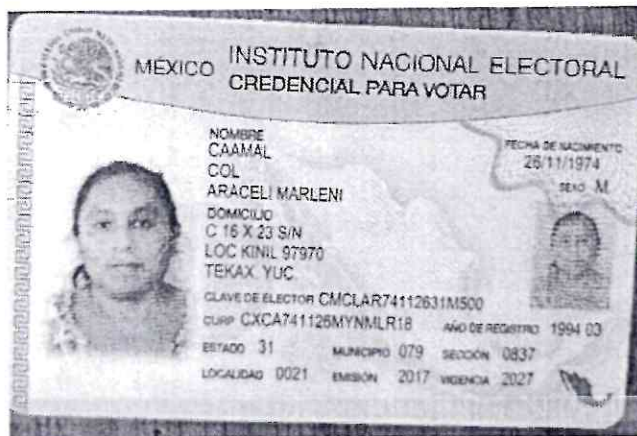 MÉXICO INSTITUTO NACIONAL ELECTORAL
CREDENCIAL PARA VOTAR
NOMBRE
CAAMAL
COL
ARACELI MARLENI
FECHA DE NACIMIENTO
26/11/1974
SEXO M
DOMICILIO
C 16 X 23 S/N
LOC KINIL 97970
TEKAX, YUC.
CLAVE DE ELECTOR CMCLAR74112631M500
CURP CXCA741126MYNMLR18 AÑO DE REGISTRO 1994 03
ESTADO 31 MUNICIPIO 079 SECCIÓN 0837
LOCALIDAD 0021 EMISIÓN 2017 VIGENCIA 2027